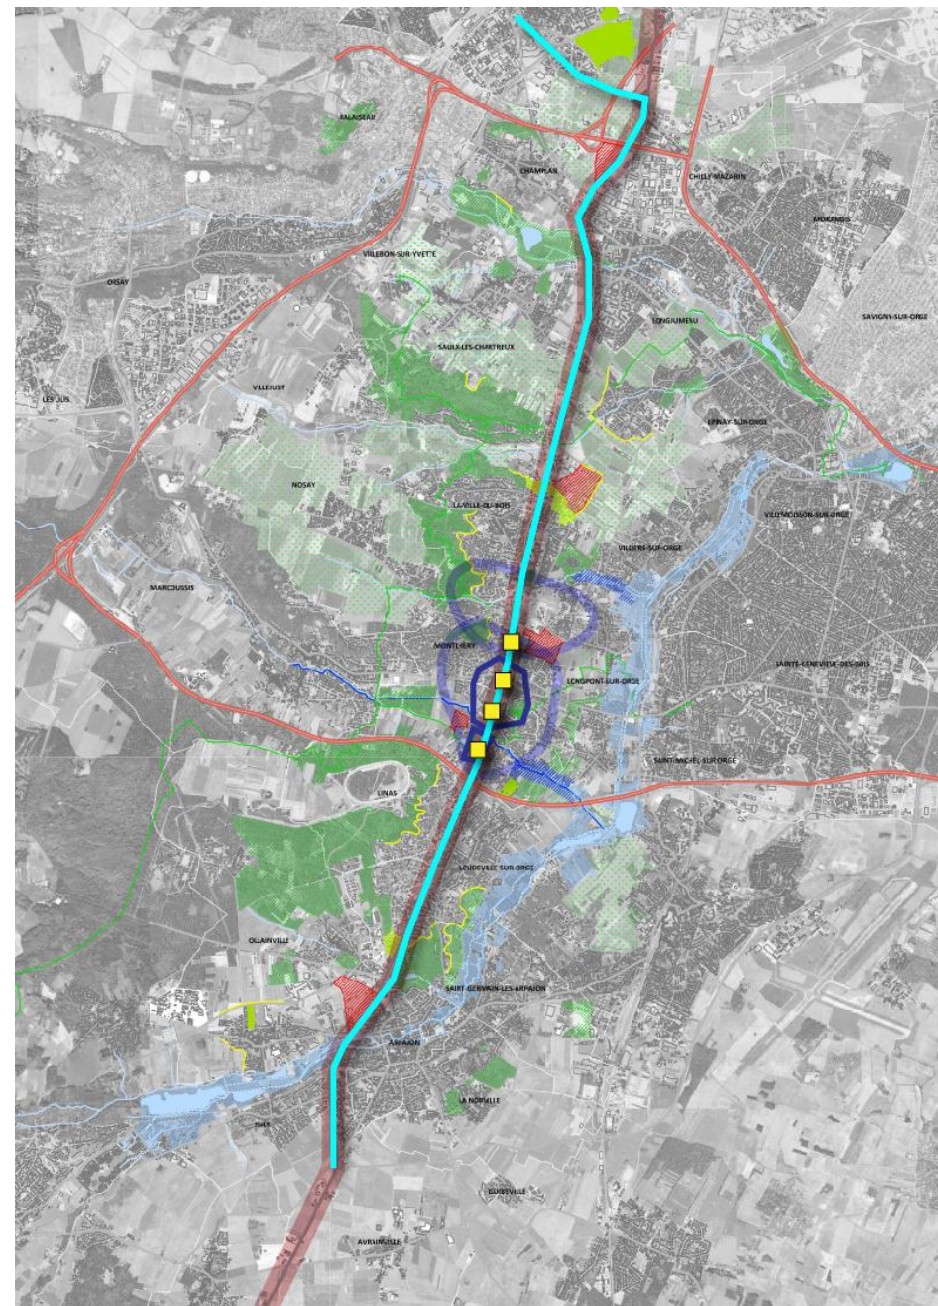 PALAISEAU
CHAMPLAN
CHILLY-MAZARIN
MORANGIS
VILLEBON-SUR-YVETTE
ORSAY
SAVIGNY-SUR-ORGE
LONGJUMEAU
SAULX-LES-CHARTREUX
VILLEJUST
LES ULIS
EPINAY-SUR-ORGE
NOZAY
LA-VILLE-DU-BOIS
VILLEMOISSON-SUR-ORGE
VILLIERS-SUR-ORGE
MARCOUSSIS
MONTLHERY
SAINTE-GENEVIEVE-DES-BOIS
LONGPONT-SUR-ORGE
SAINT-MICHEL-SUR-ORGE
LINAS
LEUDEVILLE-SUR-ORGE
OLLAINVILLE
SAINT-GERMAIN-LES-ARPAJON
ARPAJON
LA NORVILLE
GUIBEVILLE
AVRAINVILLE